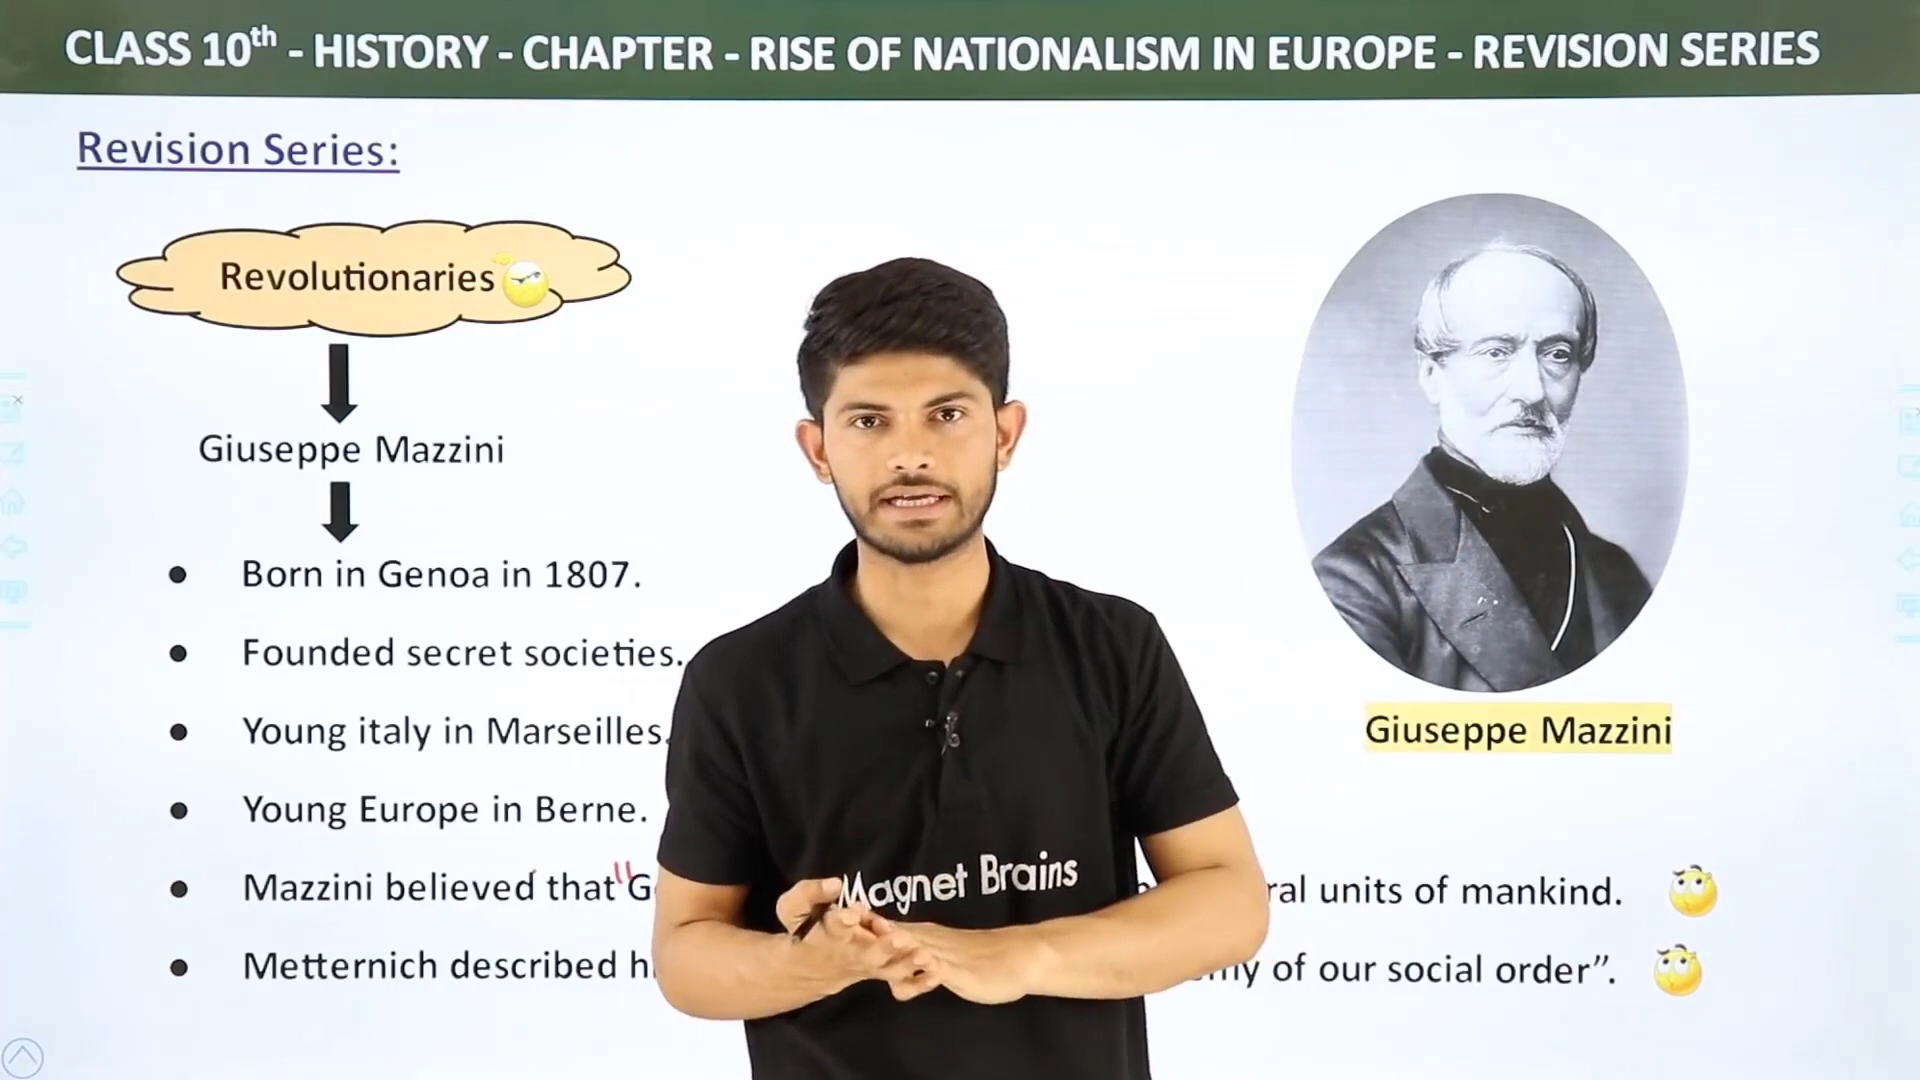 CLASS 10th - HISTORY - CHAPTER - RISE OF NATIONALISM IN EUROPE - REVISION SERIES
Revision Series:
Revolutionaries
Giuseppe Mazzini
• Born in Genoa in 1807.
• Founded secret societies.
• Young italy in Marseilles.
• Young Europe in Berne.
• Mazzini believed that units of mankind.
• Metternich described of our social order”.
Giuseppe Mazzini
Magnet Brains